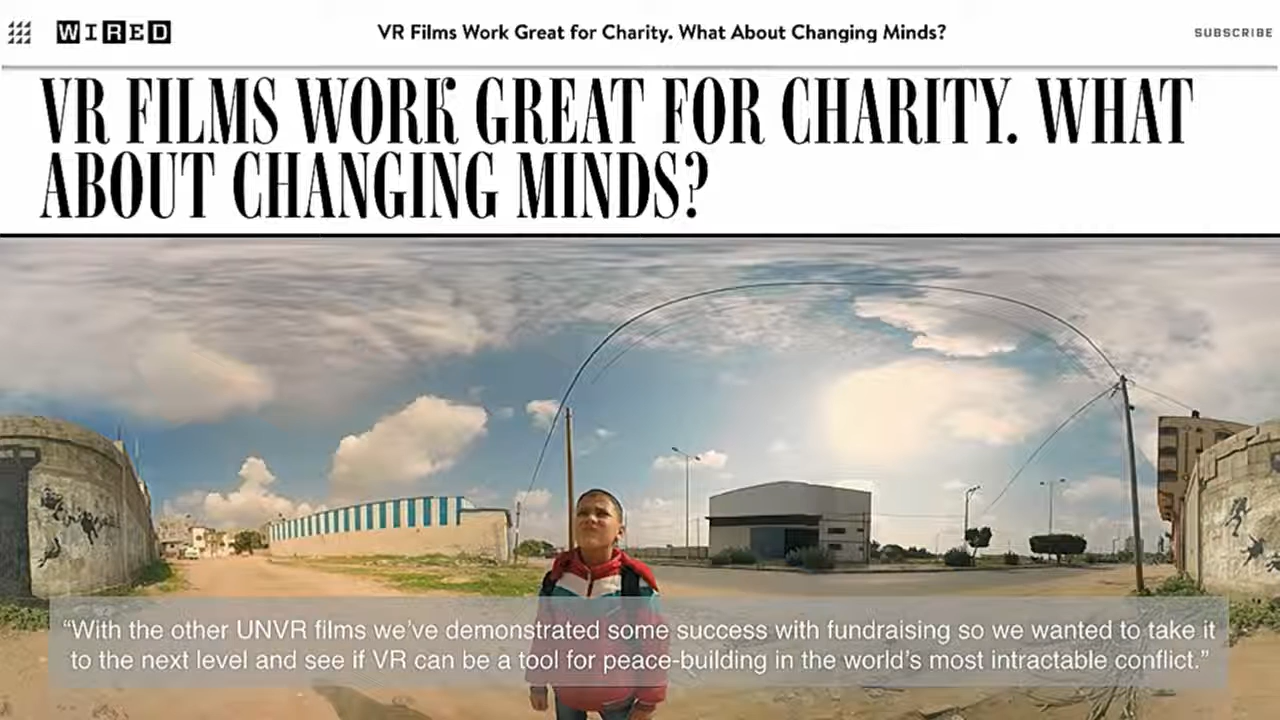 WIRED
VR Films Work Great for Charity. What About Changing Minds?
SUBSCRIBE
VR FILMS WORK GREAT FOR CHARITY. WHAT
ABOUT CHANGING MINDS?
“With the other UNVR films we’ve demonstrated some success with fundraising so we wanted to take it
to the next level and see if VR can be a tool for peace-building in the world’s most intractable conflict.”